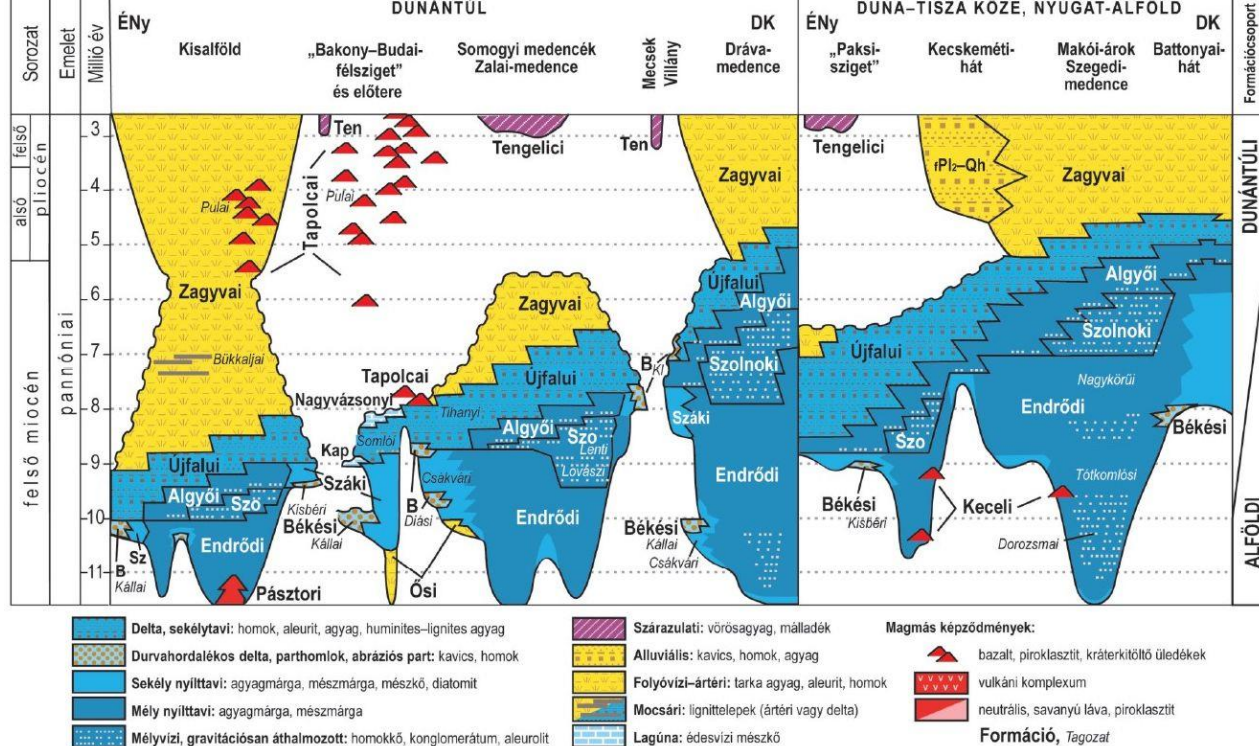 DUNÁNTÚL
DUNA–TISZA KÖZE, NYUGAT-ALFÖLD
Sorozat
Emelet
Millió év
ÉNy
DK
ÉNy
DK
Formációcsoport
Kisalföld
„Bakony–Budai-
félsziget”
és előtere
Somogyi medencék
Zalai-medence
Mecsek
Villány
Dráva-
medence
„Paksi-
sziget”
Kecskeméti-
hát
Makói-árok
Szegedi-
medence
Battonyai-
hát
felső
alsó
pliocén
felső miocén
pannóniai
3
4
5
6
7
8
9
10
11
DUNÁNTÚLI
ALFÖLDI
Ten
Tengelici
Ten
Tengelici
Pulai
Tapolcai
Pulai
Zagyvai
fPl₂–Qh
Zagyvai
Zagyvai
Zagyvai
Újfalui
Algyői
Algyői
Szolnoki
Bükkaljai
Tapolcai
Nagyvázsonyi
Tihanyi
Újfalui
B
Kl
Szolnoki
Újfalui
Nagykörűi
Somlói
Algyői
Szo
Lenti
Lovászi
Száki
Endrődi
Szo
Endrődi
Békési
Kap
Újfalui
Algyői
Szö
Kisbéri
Száki
Csákvári
B
Diási
Békési
Kállai
Endrődi
Békési
Kállai
Csákvári
Békési
Kisbéri
Keceli
Tótkomlósi
Dorozsmai
B
Kállai
Sz
Endrődi
Pásztori
Ősi
Delta, sekélytavi: homok, aleurit, agyag, huminites–lignites agyag
Durvahordalékos delta, parthomlok, abráziós part: kavics, homok
Sekély nyílttavi: agyagmárga, mészmárga, mészkő, diatomit
Mély nyílttavi: agyagmárga, mészmárga
Mélyvízi, gravitációsan áthalmozott: homokkő, konglomerátum, aleurolit
Szárazulati: vörösagyag, málladék
Alluviális: kavics, homok, agyag
Folyóvízi–ártéri: tarka agyag, aleurit, homok
Mocsári: lignittelepek (ártéri vagy delta)
Lagúna: édesvízi mészkő
Magmás képződmények:
bazalt, piroklasztit, kráterkitöltő üledékek
vulkáni komplexum
neutrális, savanyú láva, piroklasztit
Formáció, Tagozat